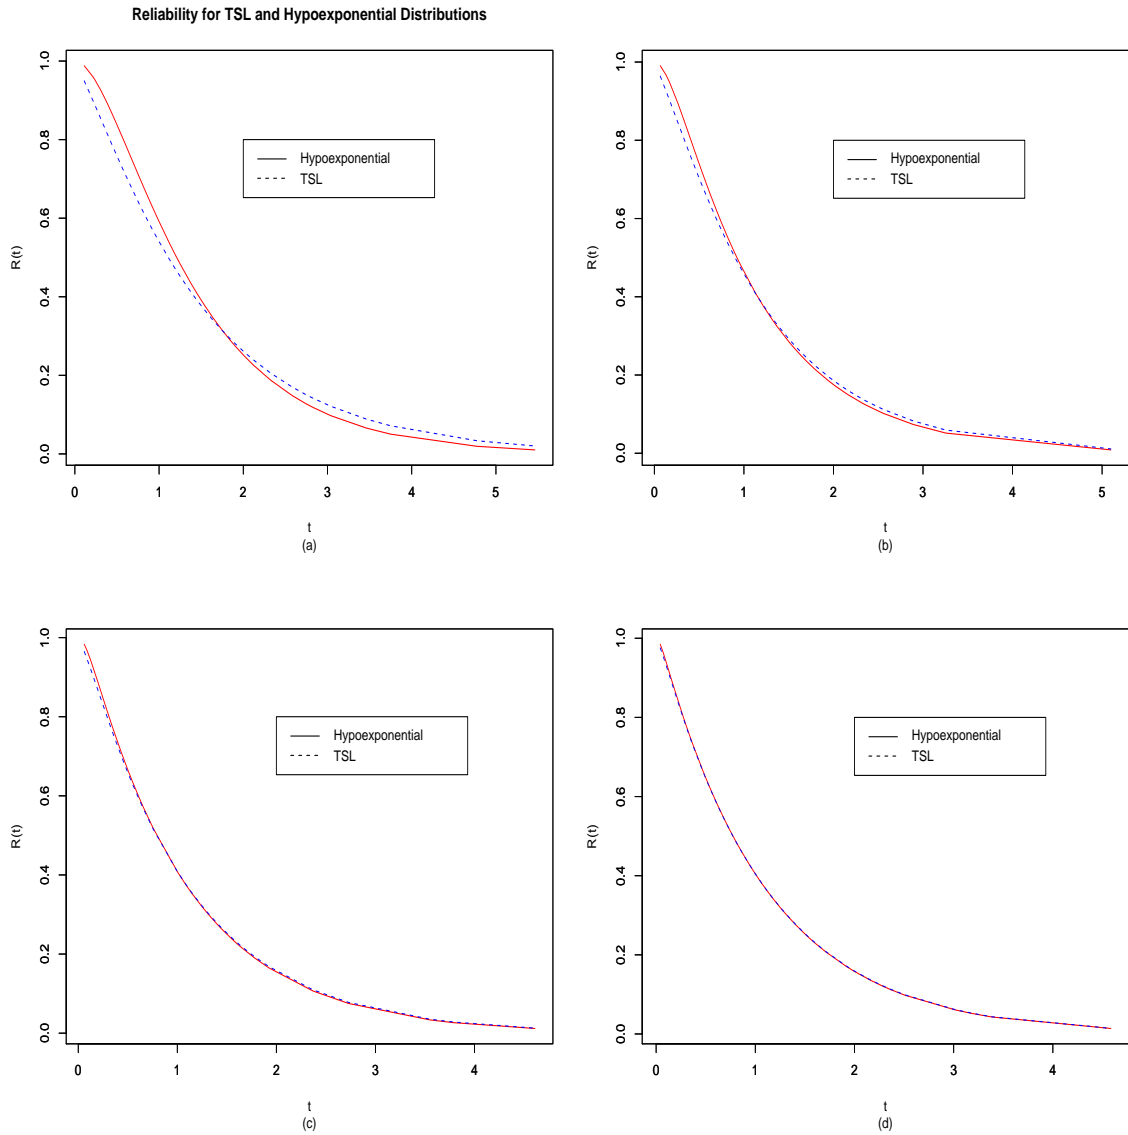 Reliability for TSL and Hypoexponential Distributions
R(t)
0.0 0.2 0.4 0.6 0.8 1.0
Hypoexponential
TSL
0 1 2 3 4 5
t
(a)
R(t)
0.0 0.2 0.4 0.6 0.8 1.0
Hypoexponential
TSL
0 1 2 3 4 5
t
(b)
R(t)
0.0 0.2 0.4 0.6 0.8 1.0
Hypoexponential
TSL
0 1 2 3 4
t
(c)
R(t)
0.0 0.2 0.4 0.6 0.8 1.0
Hypoexponential
TSL
0 1 2 3 4
t
(d)